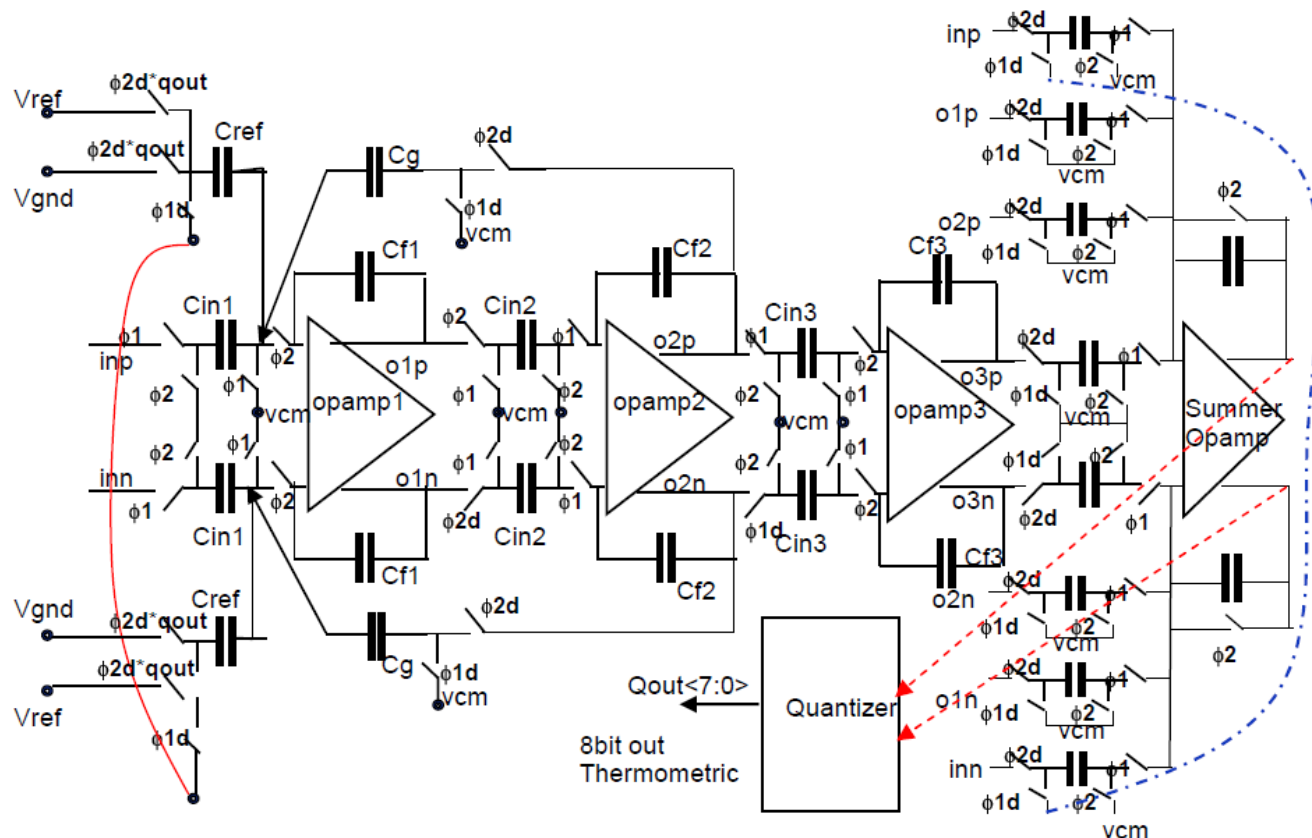 inp
ϕ2d
ϕ1
ϕ1d
ϕ2
vcm
ϕ2d*qout
Vref
ϕ2d
o1p
ϕ1
ϕ1d
ϕ2
vcm
Cref
ϕ2d*qout
Vgnd
ϕ2d
Cg
ϕ1d
ϕ1d
vcm
ϕ2d
o2p
ϕ1
ϕ2
ϕ1d
ϕ2
vcm
Cf1
Cf2
Cf3
Cin1
Cin2
Cin3
ϕ1
inp
ϕ2
o1p
ϕ2
ϕ1
ϕ2
o2p
ϕ1
ϕ2
o3p
ϕ2d
ϕ1
ϕ2
ϕ1
vcm
opamp1
ϕ1
vcm
ϕ2
opamp2
ϕ2
vcm
ϕ1
opamp3
ϕ1d
vcm
ϕ2
Summer
Opamp
ϕ2
ϕ1
ϕ1
ϕ2
ϕ2
ϕ1
ϕ1d
ϕ2
inn
ϕ1
Cin1
ϕ2
o1n
ϕ2d
Cin2
ϕ1
o2n
ϕ1d
Cin3
ϕ2
o3n
ϕ2d
ϕ1
Cf1
Cf2
Cf3
Vgnd
Cref
ϕ2d*qout
ϕ2d
Cg
ϕ1d
vcm
o2n
ϕ2d
ϕ1
ϕ1d
ϕ2
vcm
ϕ2
ϕ2d*qout
Vref
ϕ1d
Qout<7:0>
Quantizer
8bit out
Thermometric
ϕ2d
o1n
ϕ1
ϕ1d
ϕ2
vcm
ϕ2d
inn
ϕ1
ϕ1d
ϕ2
vcm